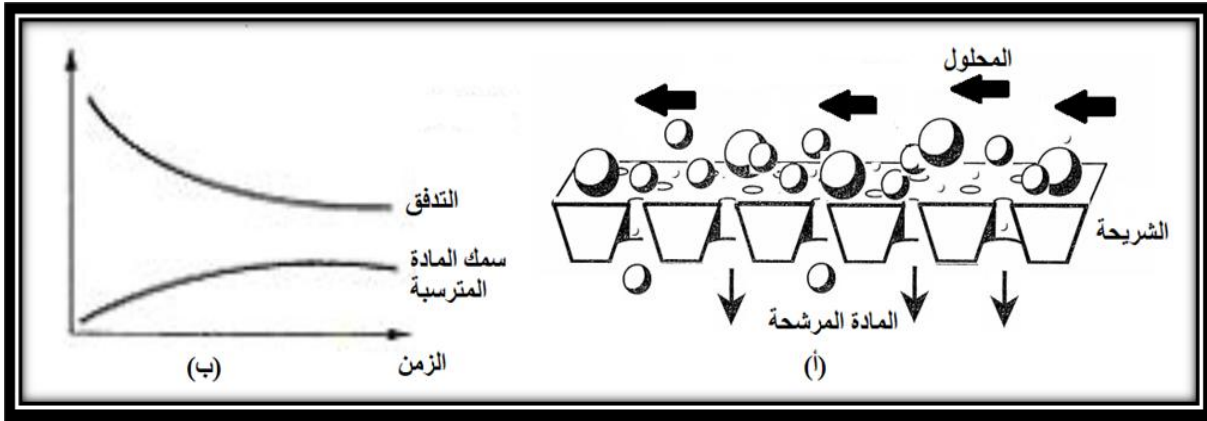 المحلول
الشريحة
المادة المرشحة
(أ)
التدفق
سمك المادة
المترسبة
الزمن
(ب)